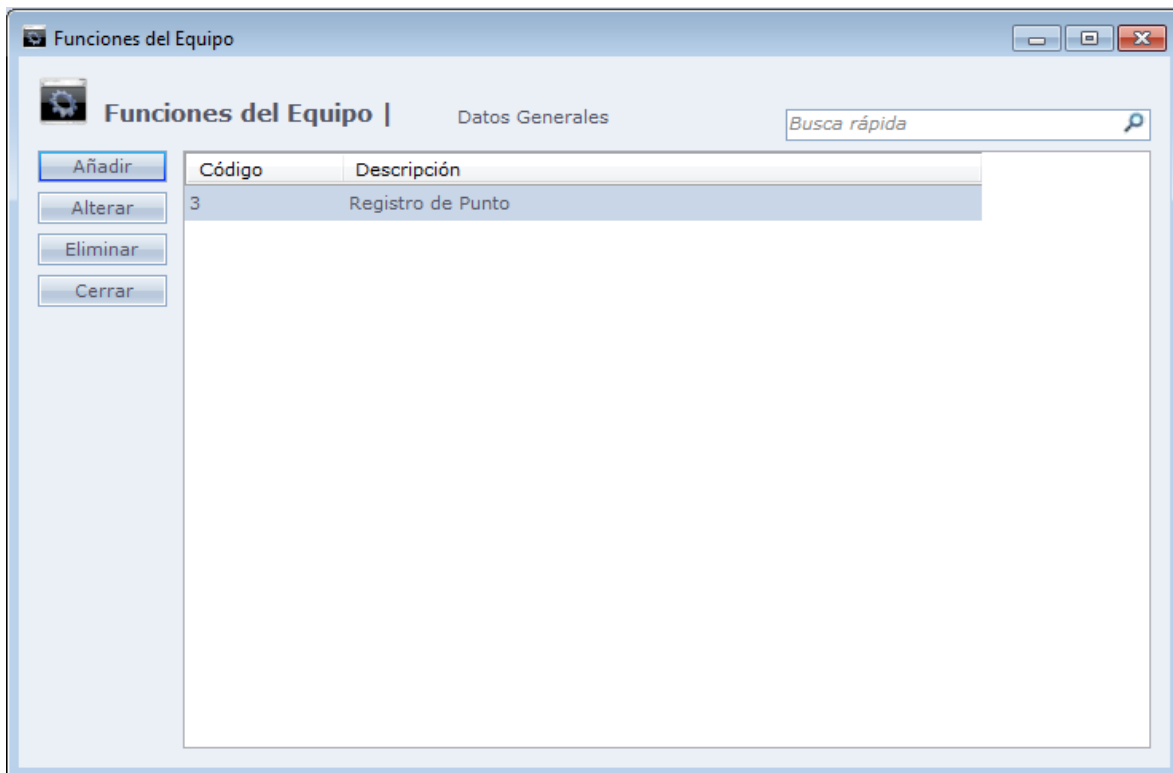 Funciones del Equipo
Funciones del Equipo | Datos Generales
Busca rápida
Añadir
Alterar
Eliminar
Cerrar
Código Descripción
3 Registro de Punto